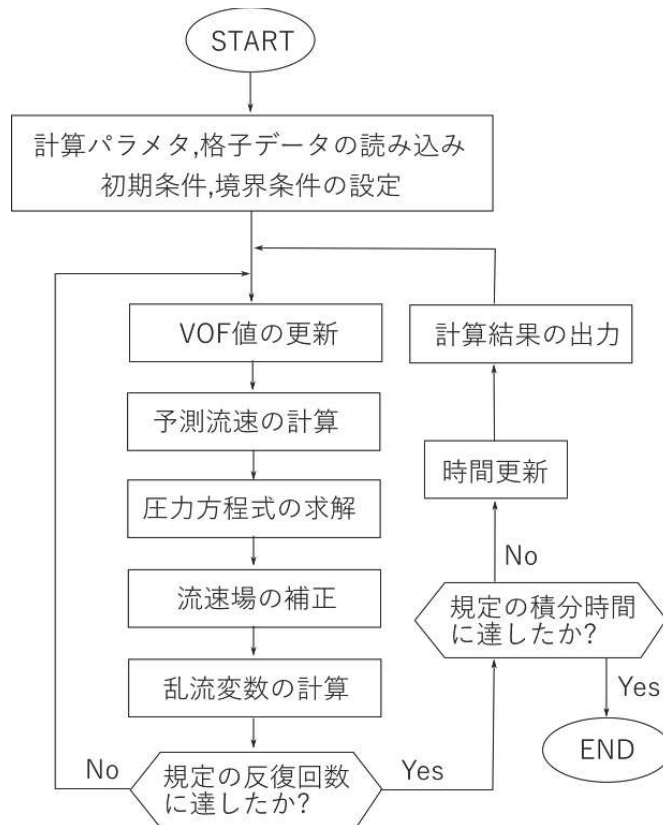 START
計算パラメタ,格子データの読み込み
初期条件,境界条件の設定
VOF値の更新
予測流速の計算
圧力方程式の求解
流速場の補正
乱流変数の計算
規定の反復回数
に達したか?
No
Yes
規定の積分時間
に達したか?
No
時間更新
計算結果の出力
Yes
END